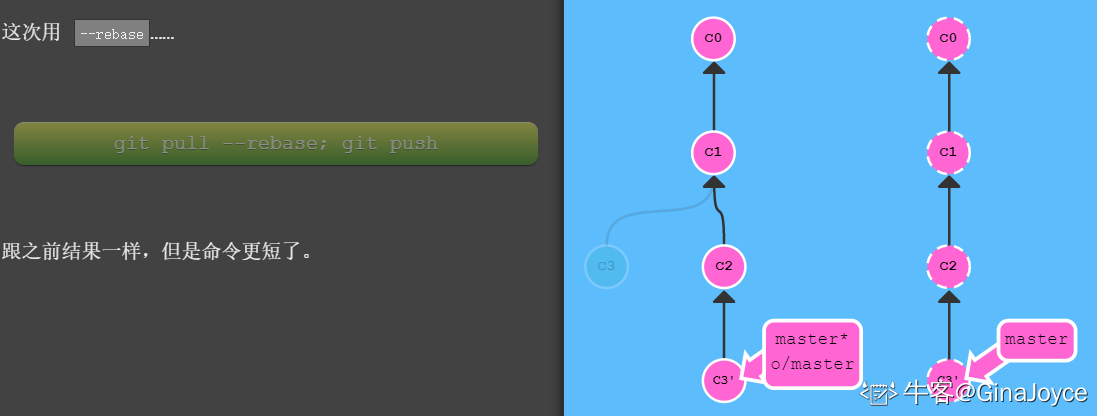 这次用 --rebase……
git pull --rebase; git push
跟之前结果一样，但是命令更短了。
C0
C1
C3
C2
C3'
master*
o/master
C0
C1
C2
C3'
master
牛客@GinaJoyce